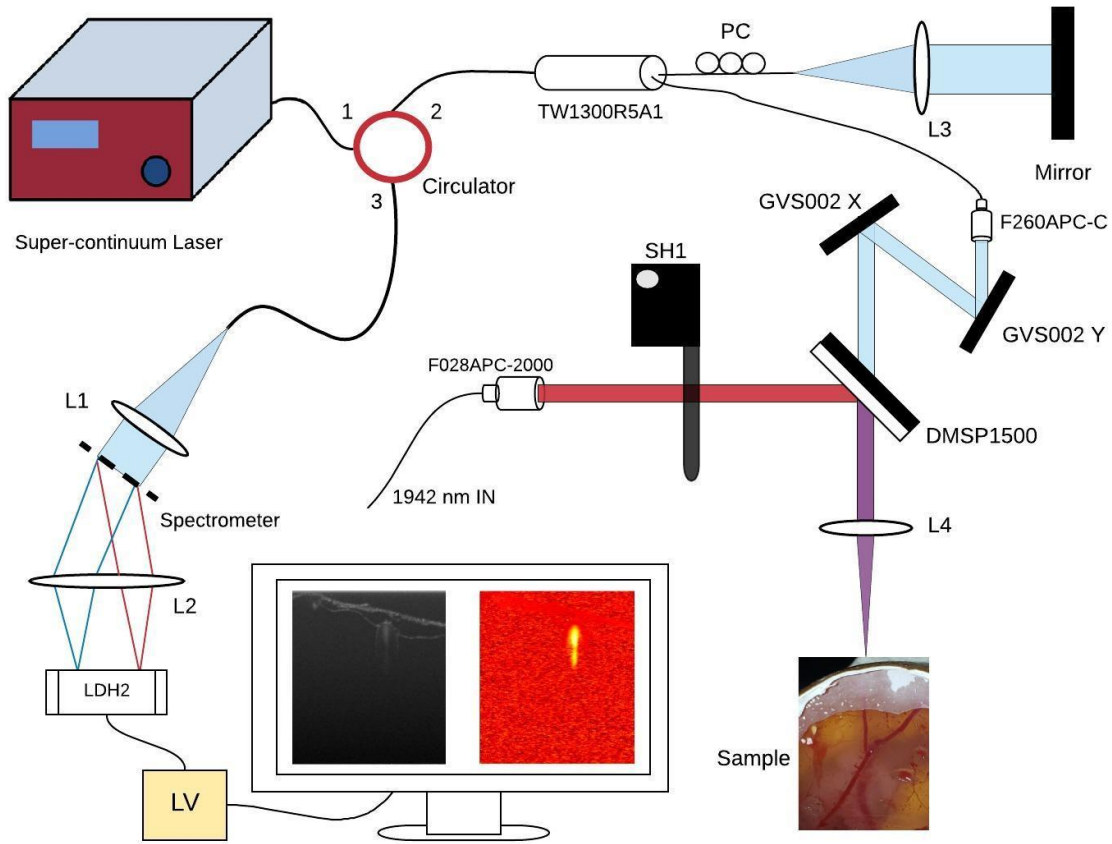 PC
1
2
TW1300R5A1
L3
3
Circulator
Mirror
Super-continuum Laser
GVS002 X
F260APC-C
SH1
GVS002 Y
F028APC-2000
L1
DMSP1500
1942 nm IN
Spectrometer
L4
L2
LDH2
Sample
LV